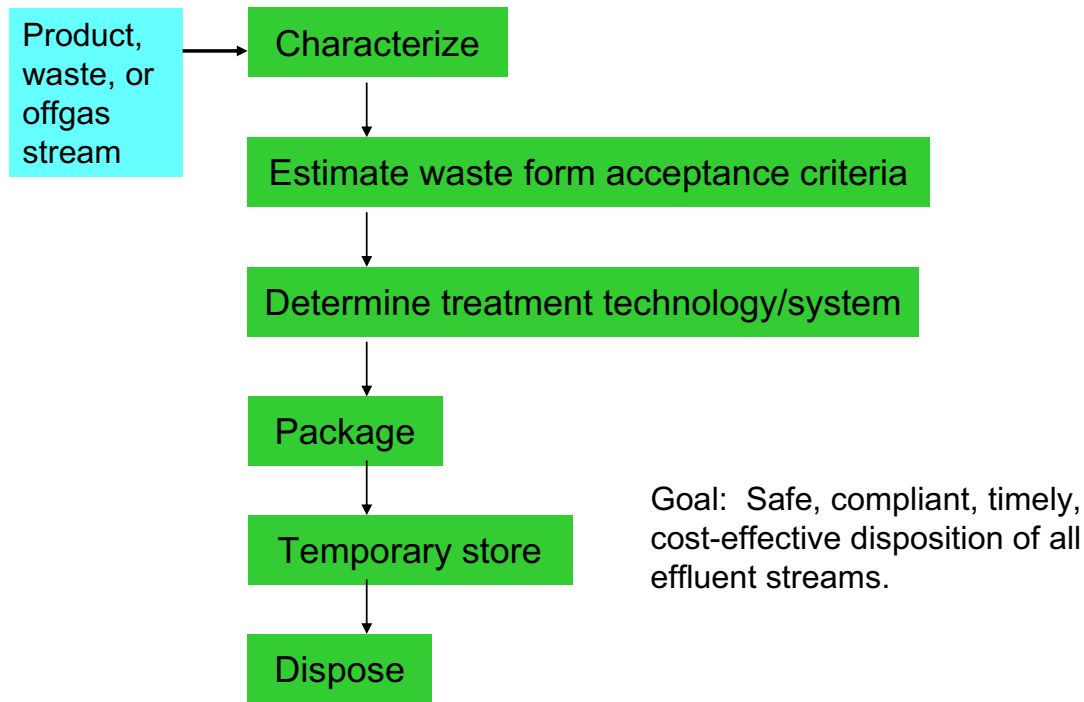 Product,
waste, or
offgas
stream
Characterize
Estimate waste form acceptance criteria
Determine treatment technology/system
Package
Temporary store
Dispose
Goal:  Safe, compliant, timely,
cost-effective disposition of all
effluent streams.